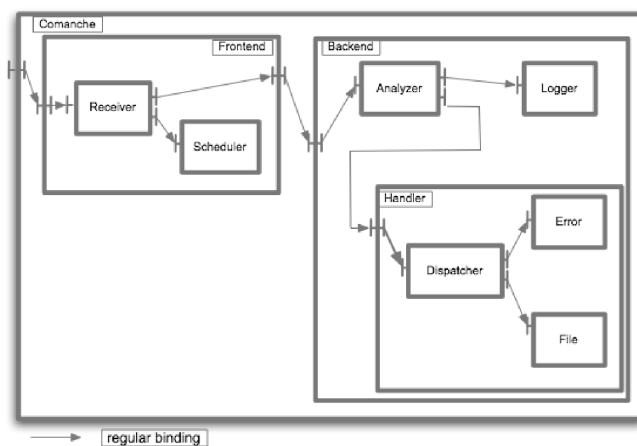 Comanche
Frontend
Backend
Receiver
Scheduler
Analyzer
Logger
Handler
Dispatcher
Error
File
regular binding